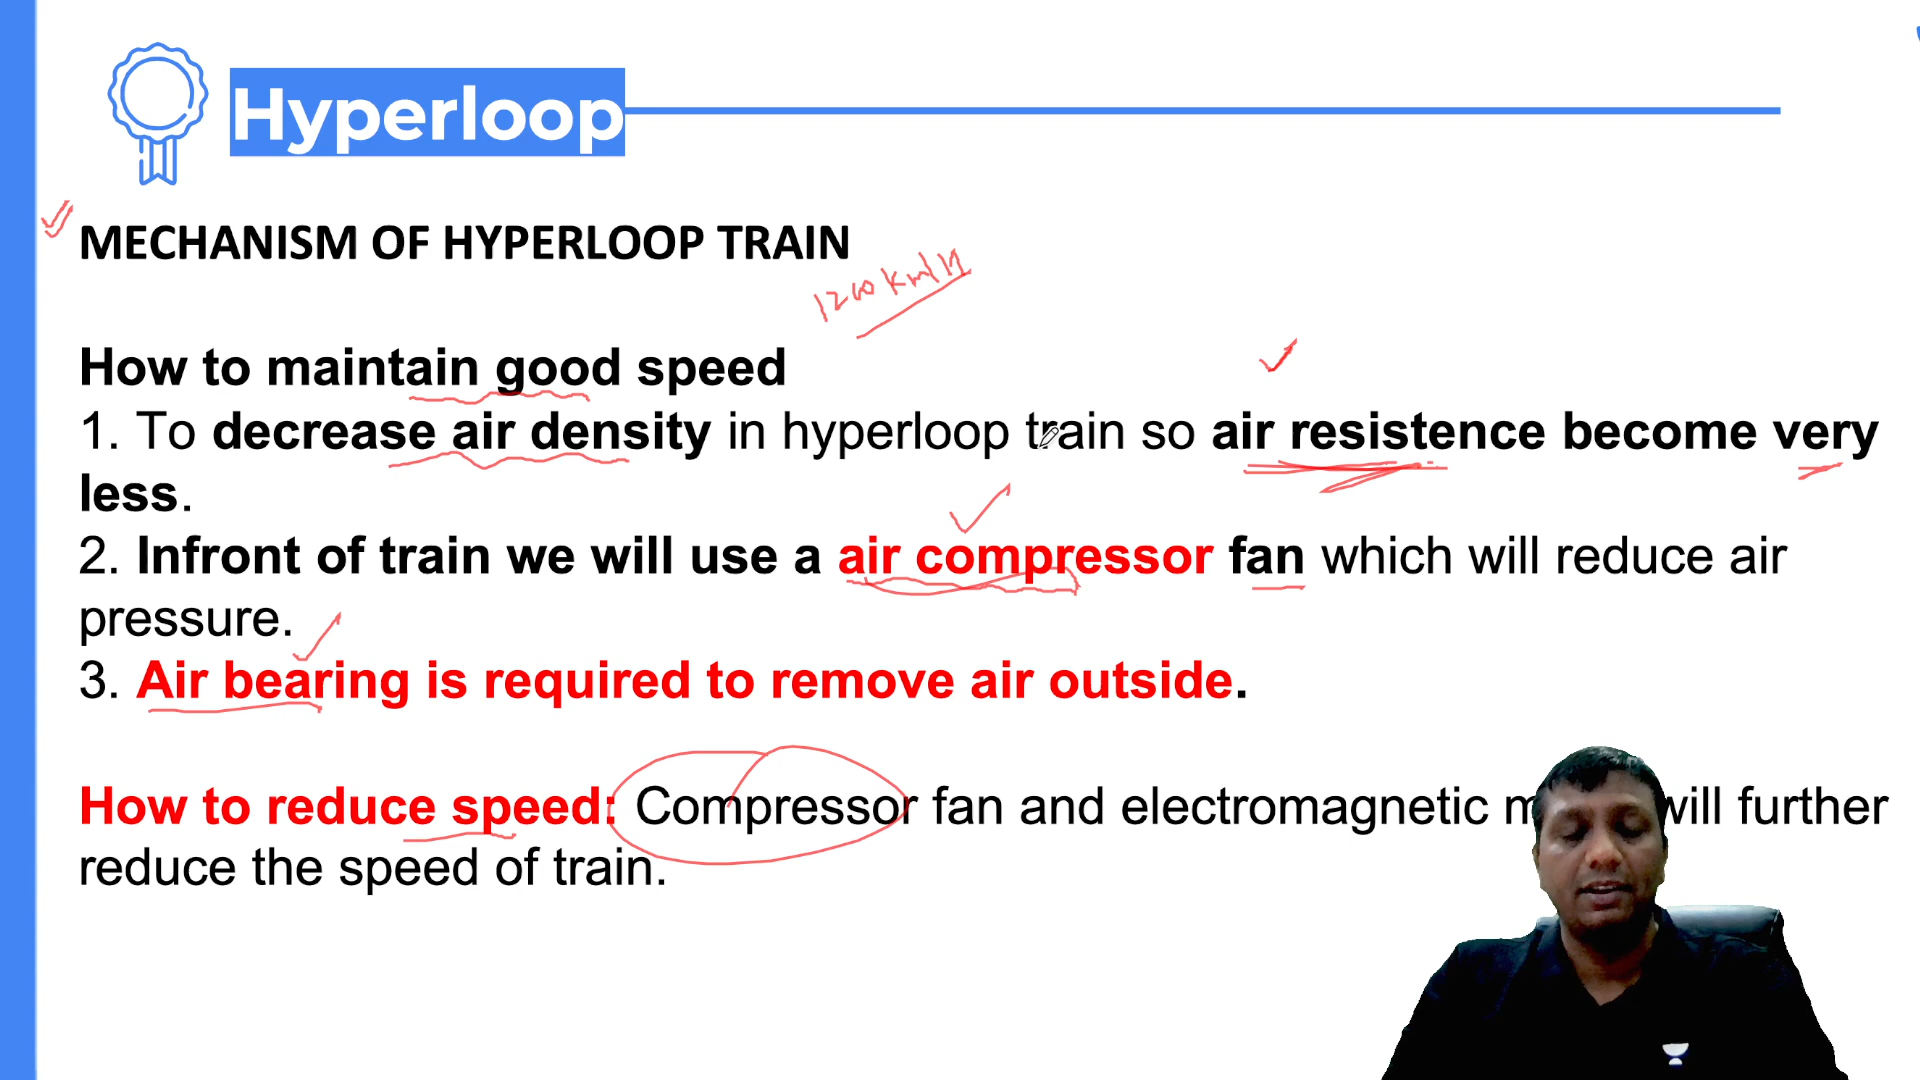 Hyperloop
MECHANISM OF HYPERLOOP TRAIN
1200 Km/H
How to maintain good speed
1. To decrease air density in hyperloop train so air resistence become very
less.
2. Infront of train we will use a air compressor fan which will reduce air
pressure.
3. Air bearing is required to remove air outside.
How to reduce speed: Compressor fan and electromagnetic will further
reduce the speed of train.